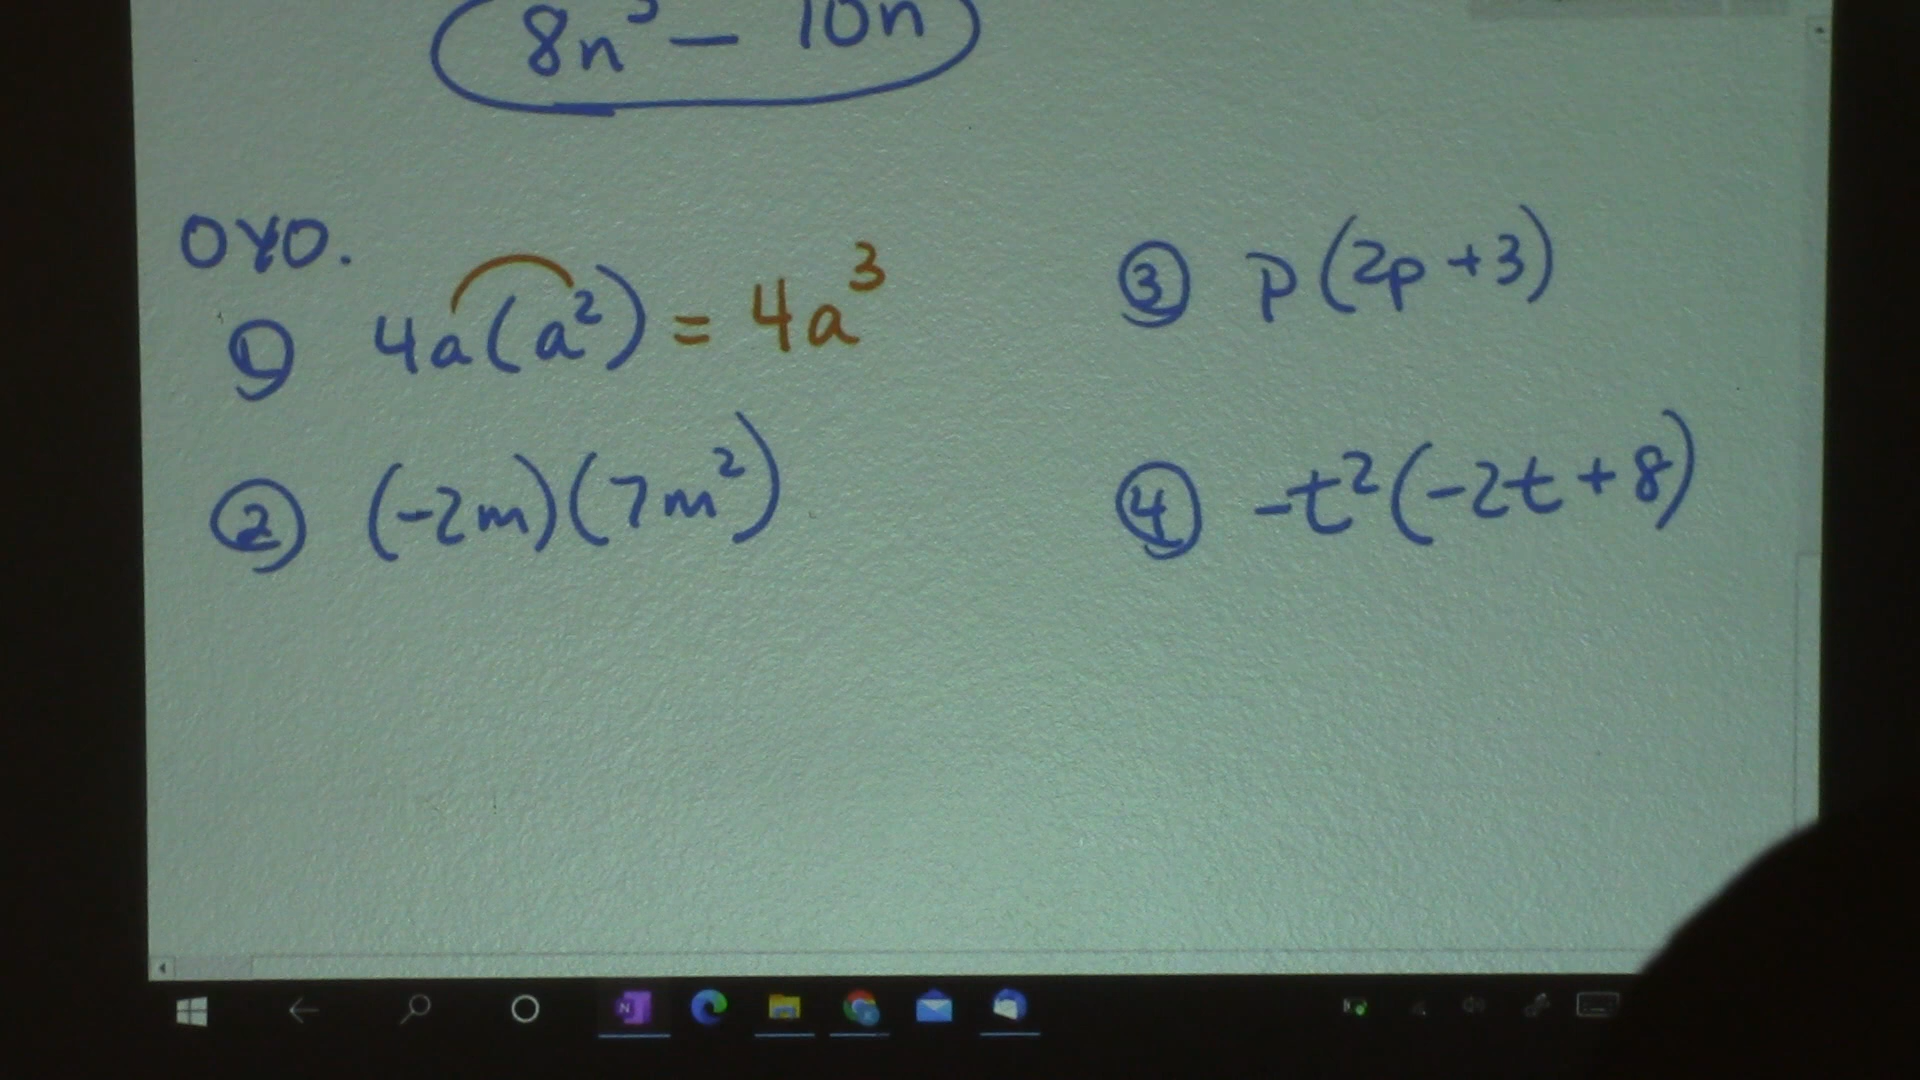 8n³ - 10n
OYO.
① 4a(a²) = 4a³
② (-2m)(7m²)
③ p(2p+3)
④ -t²(-2t+8)